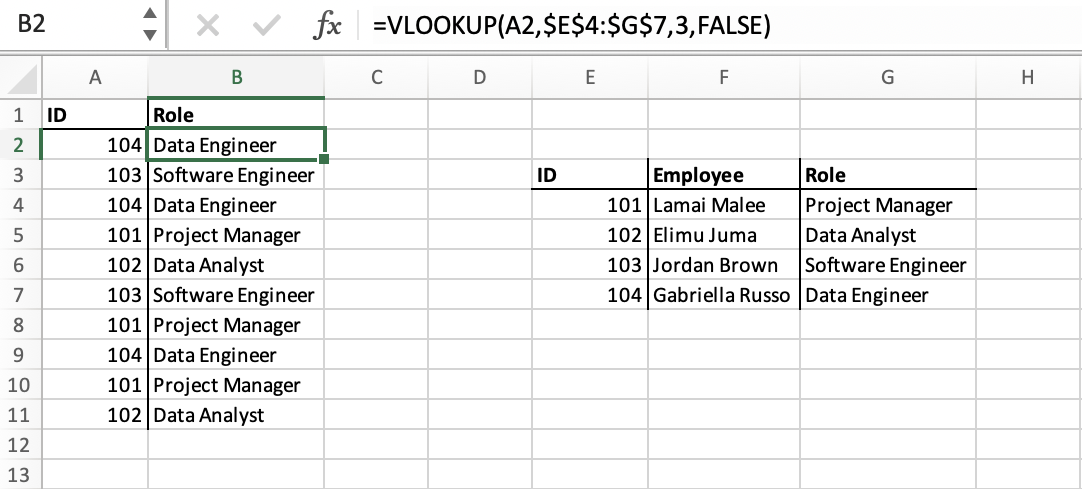 B2 fx =VLOOKUP(A2,$E$4:$G$7,3,FALSE)
A B C D E F G H
1 ID Role
2 104 Data Engineer
3 103 Software Engineer ID Employee Role
4 104 Data Engineer 101 Lamai Malee Project Manager
5 101 Project Manager 102 Elimu Juma Data Analyst
6 102 Data Analyst 103 Jordan Brown Software Engineer
7 103 Software Engineer 104 Gabriella Russo Data Engineer
8 101 Project Manager
9 104 Data Engineer
10 101 Project Manager
11 102 Data Analyst
12
13